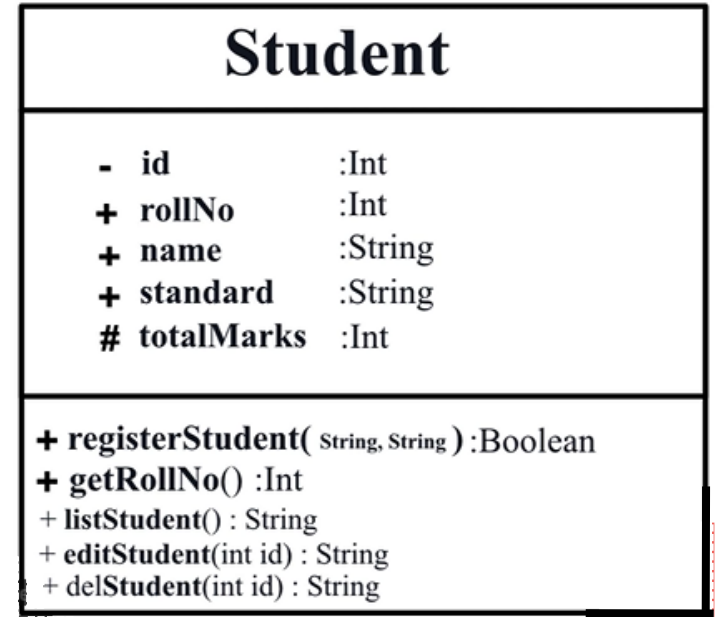 Student
- id :Int
+ rollNo :Int
+ name :String
+ standard :String
# totalMarks :Int
+ registerStudent( String, String ) :Boolean
+ getRollNo() :Int
+ listStudent() : String
+ editStudent(int id) : String
+ delStudent(int id) : String